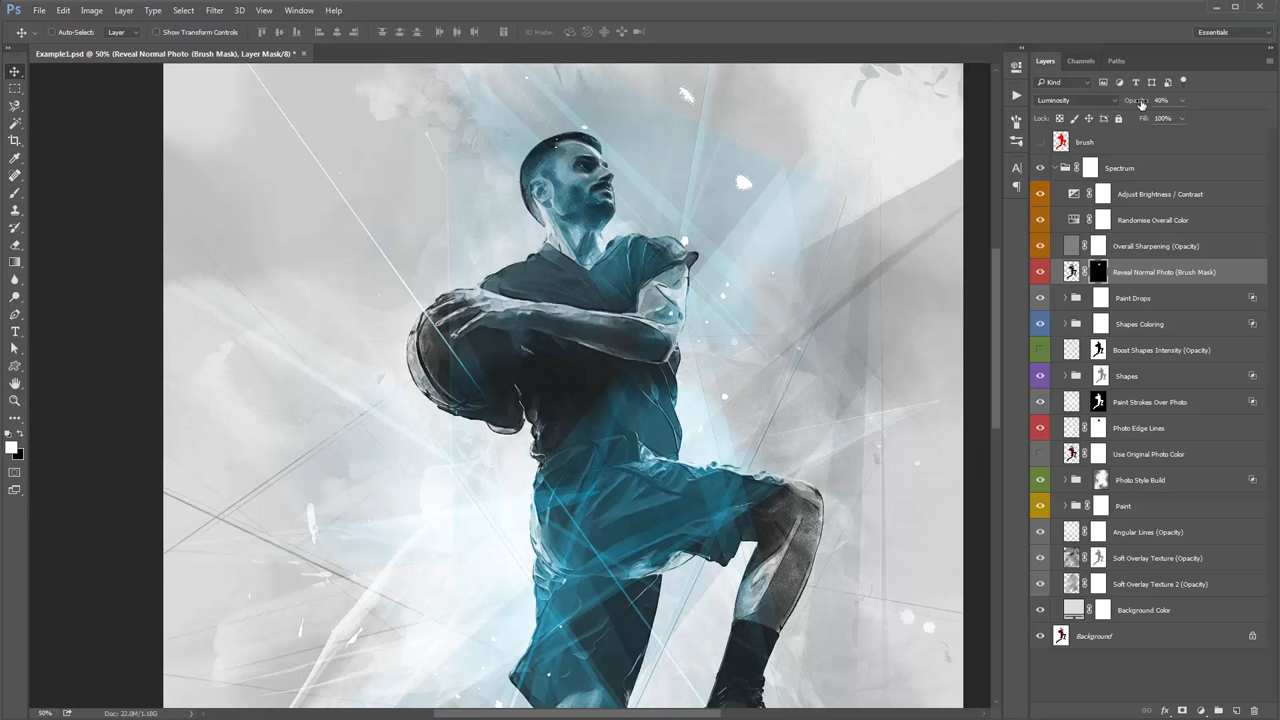 Ps File Edit Image Layer Type Select Filter 3D View Window Help
Auto-Select: Layer Show Transform Controls 3D Mode: Essentials
Example1.psd @ 50% (Reveal Normal Photo (Brush Mask), Layer Mask/8) *
Layers Channels Paths
Kind
Luminosity Opacity: 40%
Lock: Fill: 100%
brush
Spectrum
Adjust Brightness / Contrast
Randomise Overall Color
Overall Sharpening (Opacity)
Reveal Normal Photo (Brush Mask)
Paint Drops
Shapes Coloring
Boost Shapes Intensity (Opacity)
Shapes
Paint Strokes Over Photo
Photo Edge Lines
Use Original Photo Color
Photo Style Build
Paint
Angular Lines (Opacity)
Soft Overlay Texture (Opacity)
Soft Overlay Texture 2 (Opacity)
Background Color
Background
50% Doc: 22.0M/1.18G